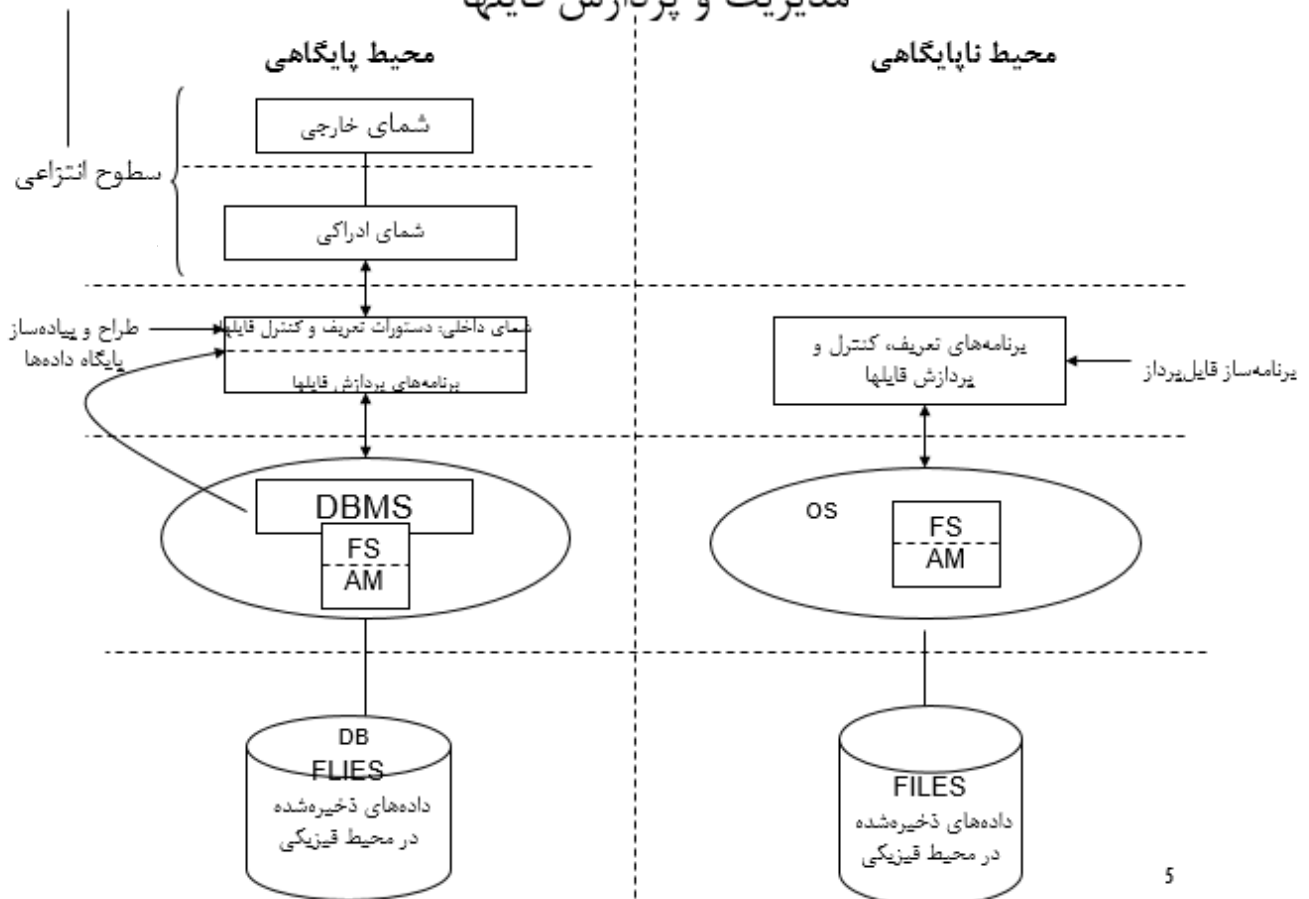 مدیریت و پردازش فایلها
محیط ناپایگاهی
محیط پایگاهی
شمای خارجی
سطوح انتزاعی
شمای ادراکی
شمای داخلی: دستورات تعریف و کنترل فایلها
برنامه‌های پردازش فایلها
طراح و پیاده‌ساز
پایگاه داده‌ها
برنامه‌های تعریف، کنترل و
پردازش فایلها
برنامه‌ساز فایل‌پرداز
DBMS
FS
AM
OS
FS
AM
DB
FLIES
داده‌های ذخیره‌شده
در محیط فیزیکی
FILES
داده‌های ذخیره‌شده
در محیط فیزیکی
5